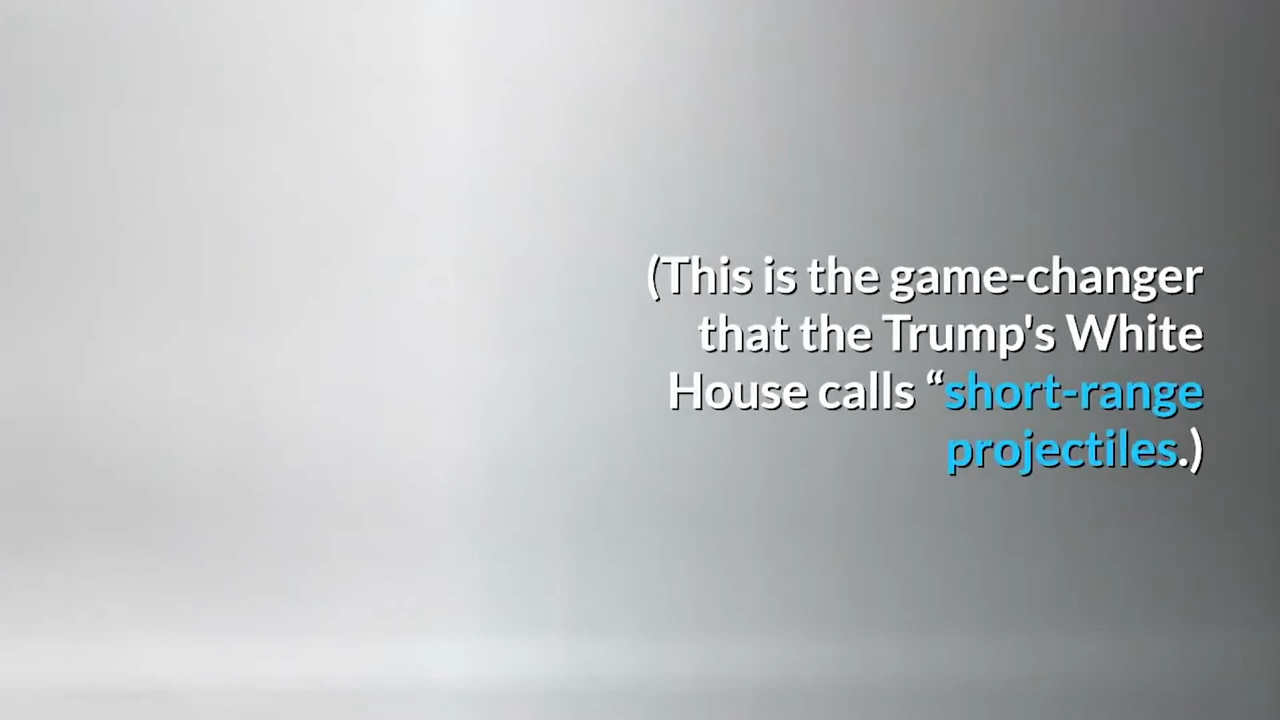 (This is the game-changer
that the Trump's White
House calls “short-range
projectiles.)